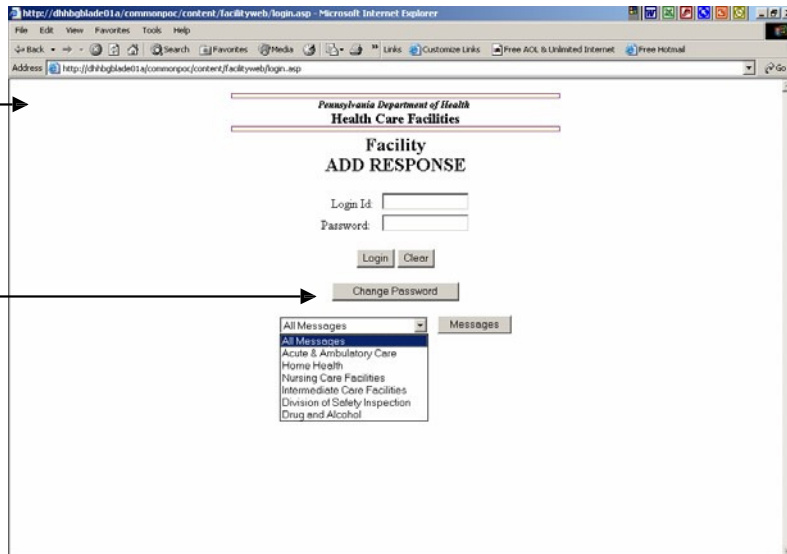 http://dhhbgblade01a/commonpoc/content/facilityweb/login.asp - Microsoft Internet Explorer
File Edit View Favorites Tools Help
Back Search Favorites Media Links Customize Links Free AOL & Unlimited Internet Free Hotmail
Address http://dhhbgblade01a/commonpoc/content/facilityweb/login.asp Go
Pennsylvania Department of Health
Health Care Facilities
Facility
ADD RESPONSE
Login Id:
Password:
Login Clear
Change Password
All Messages Messages
All Messages
Acute & Ambulatory Care
Home Health
Nursing Care Facilities
Intermediate Care Facilities
Division of Safety Inspection
Drug and Alcohol